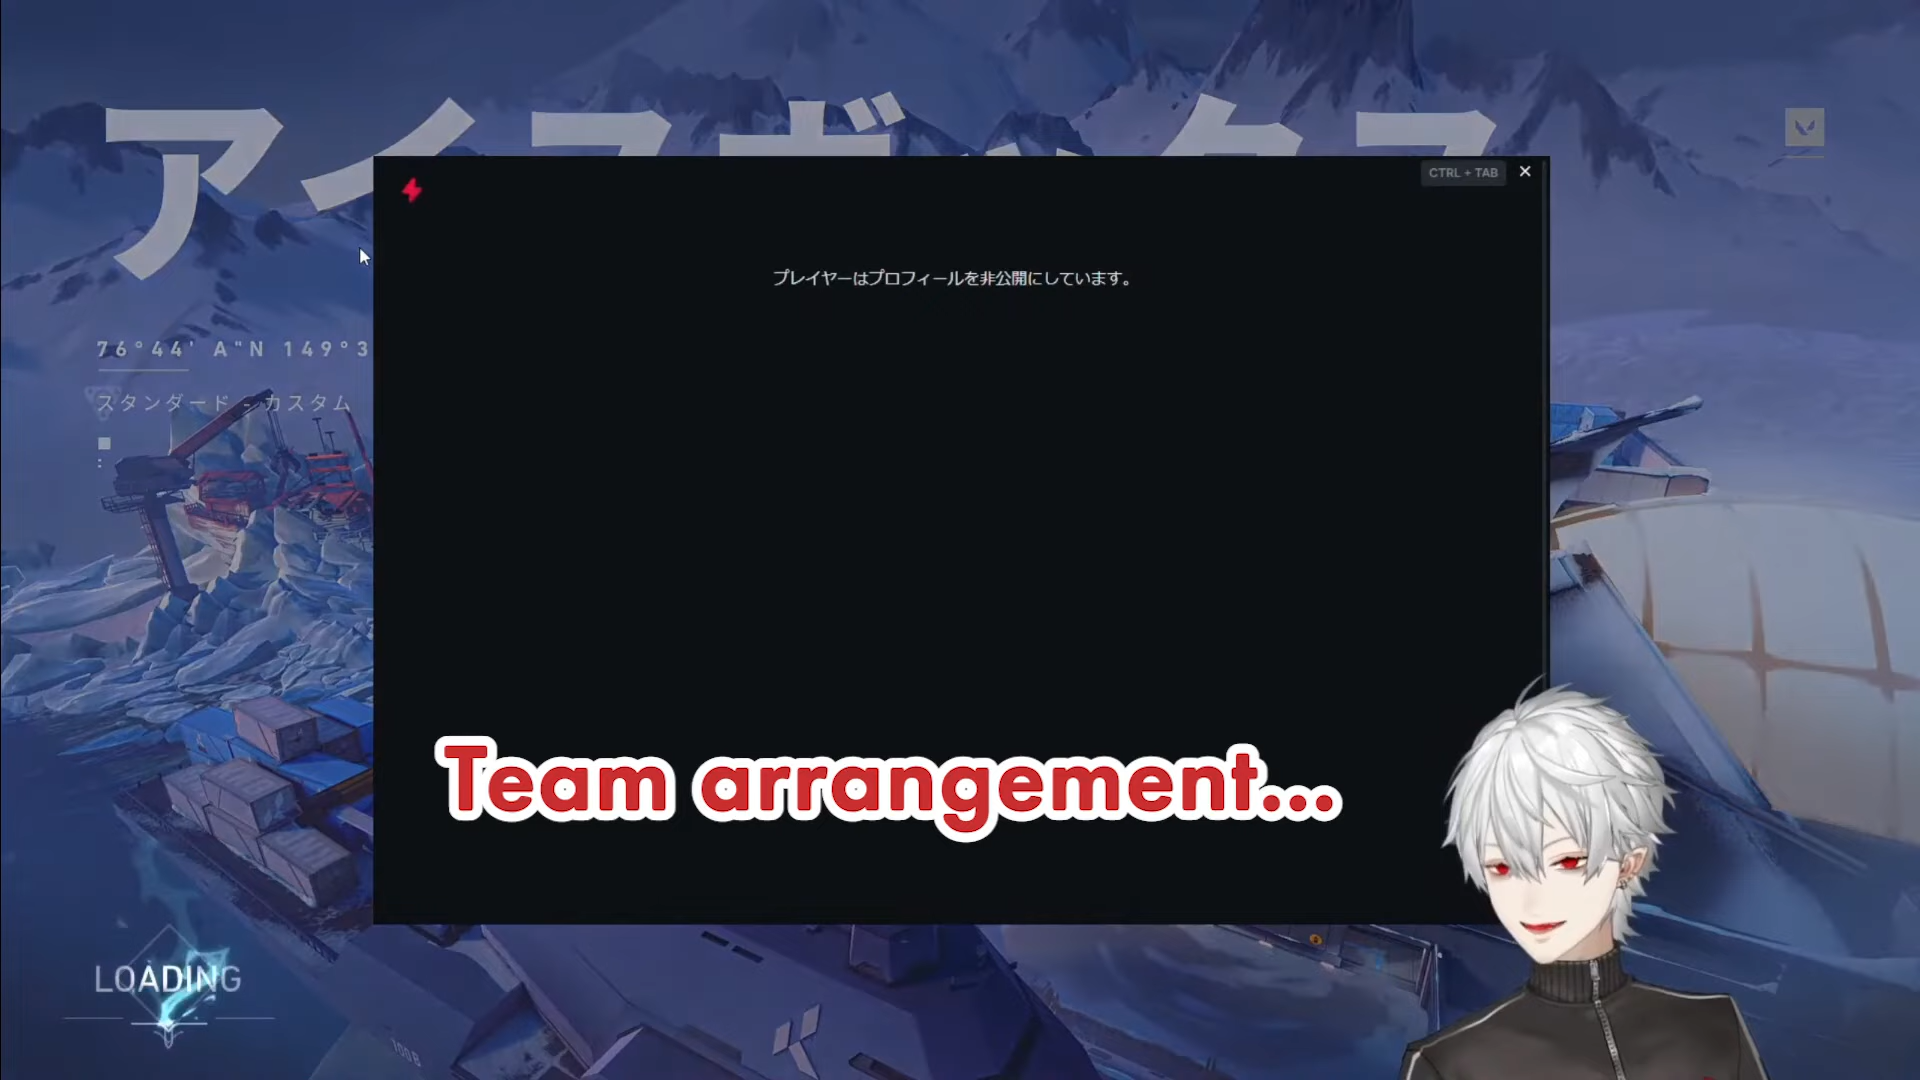 アイスボックス
CTRL + TAB
プレイヤーはプロフィールを非公開にしています。
76°44' A"N 149°3
スタンダード - カスタム
Team arrangement...
LOADING
100B